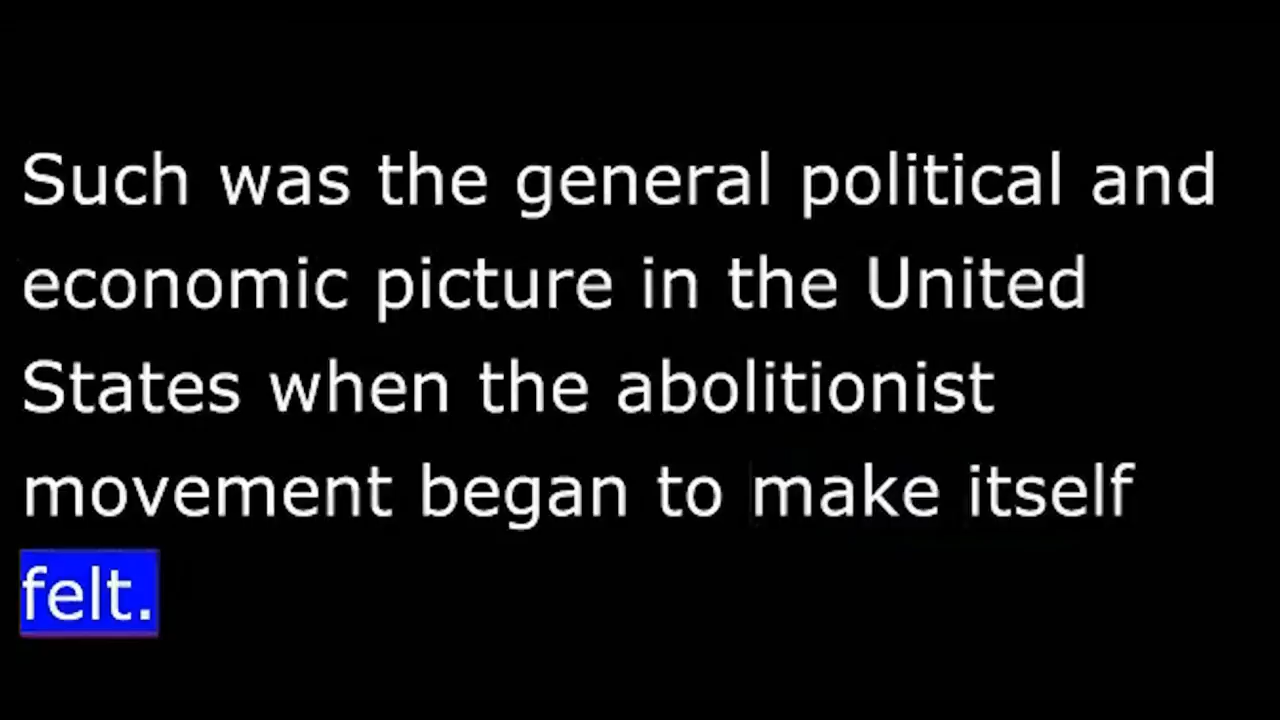 Such was the general political and
economic picture in the United
States when the abolitionist
movement began to make itself
felt.